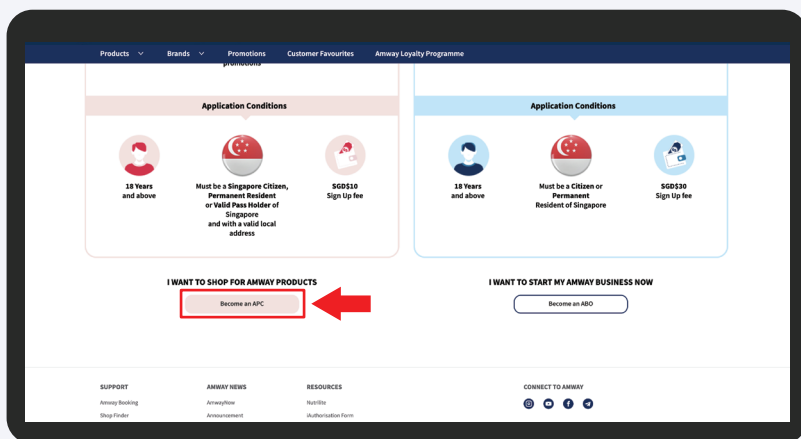 Products Brands Promotions Customer Favourites Amway Loyalty Programme
promotions
Application Conditions
18 Years
and above
Must be a Singapore Citizen,
Permanent Resident
or Valid Pass Holder of
Singapore
and with a valid local
address
SGD$10
Sign Up fee
Application Conditions
18 Years
and above
Must be a Citizen or
Permanent
Resident of Singapore
SGD$30
Sign Up fee
I WANT TO SHOP FOR AMWAY PRODUCTS
Become an APC
I WANT TO START MY AMWAY BUSINESS NOW
Become an ABO
SUPPORT
Amway Booking
Shop Finder
AMWAY NEWS
AmwayNow
Announcement
RESOURCES
Nutrilite
iAuthorisation Form
CONNECT TO AMWAY